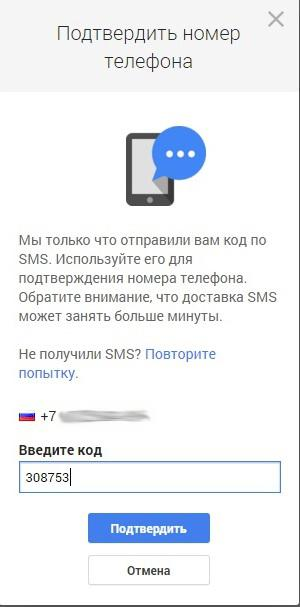 Подтвердить номер
телефона
Мы только что отправили вам код по
SMS. Используйте его для
подтверждения номера телефона.
Обратите внимание, что доставка SMS
может занять больше минуты.
Не получили SMS? Повторите
попытку.
+7
Введите код
308753
Подтвердить
Отмена